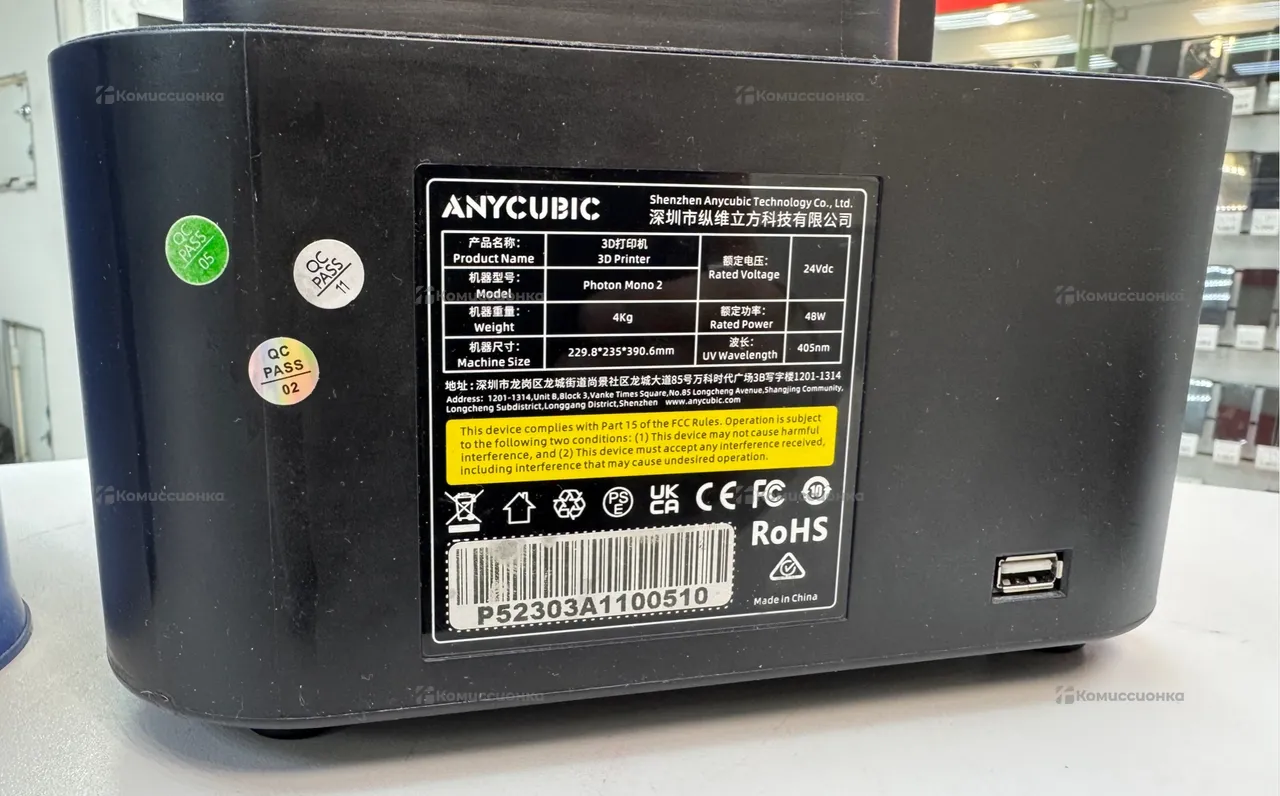 Комиссионка
Комиссионка
QC
PASS
05
QC
PASS
11
QC
PASS
02
ANYCUBIC
Shenzhen Anycubic Technology Co., Ltd.
深圳市纵维立方科技有限公司
产品名称:
Product Name
3D打印机
3D Printer
额定电压:
Rated Voltage
24Vdc
机器型号:
Model
Photon Mono 2
机器重量:
Weight
4Kg
额定功率:
Rated Power
48W
机器尺寸:
Machine Size
229.8*235*390.6mm
波长:
UV Wavelength
405nm
Комиссионка
Комиссионка
地址:深圳市龙岗区龙城街道尚景社区龙城大道85号万科时代广场3B写字楼1201-1314
Address: 1201-1314,Unit B,Block 3,Vanke Times Square,No.85 Longcheng Avenue,Shangjing Community,
Longcheng Subdistrict,Longgang District,Shenzhen www.anycubic.com
This device complies with Part 15 of the FCC Rules. Operation is subject
to the following two conditions: (1) This device may not cause harmful
interference, and (2) This device must accept any interference received,
including interference that may cause undesired operation.
Комиссионка
Комиссионка
PS
E
UK
CA
CE
FC
10
RoHS
P52303A1100510
Made in China
Комиссионка
Комиссионка